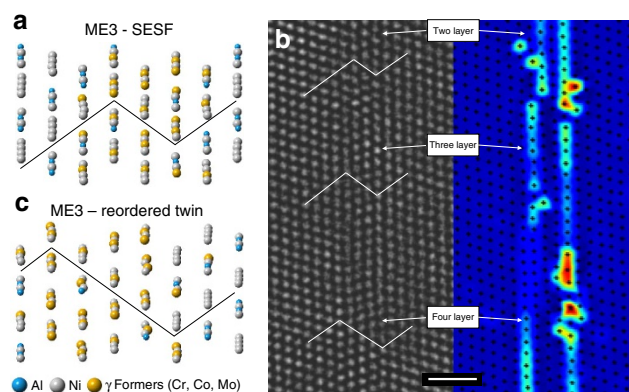 a
ME3 - SESF
c
ME3 – reordered twin
Al Ni γ Formers (Cr, Co, Mo)
b
Two layer
Three layer
Four layer